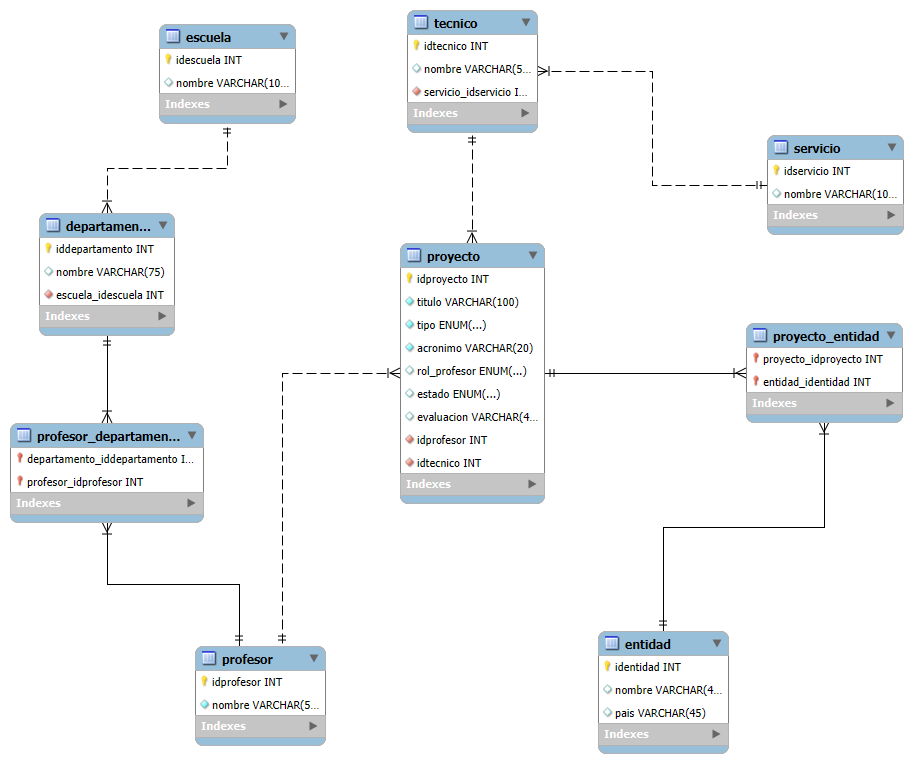 escuela
idescuela INT
nombre VARCHAR(10...
Indexes
tecnico
idtecnico INT
nombre VARCHAR(5...
servicio_idservicio I...
Indexes
servicio
idservicio INT
nombre VARCHAR(10...
Indexes
departamen...
iddepartamento INT
nombre VARCHAR(75)
escuela_idescuela INT
Indexes
proyecto
idproyecto INT
titulo VARCHAR(100)
tipo ENUM(...)
acronimo VARCHAR(20)
rol_profesor ENUM(...)
estado ENUM(...)
evaluacion VARCHAR(4...
idprofesor INT
idtecnico INT
Indexes
proyecto_entidad
proyecto_idproyecto INT
entidad_identidad INT
Indexes
profesor_departamen...
departamento_iddepartamento I...
profesor_idprofesor INT
Indexes
profesor
idprofesor INT
nombre VARCHAR(5...
Indexes
entidad
identidad INT
nombre VARCHAR(4...
pais VARCHAR(45)
Indexes